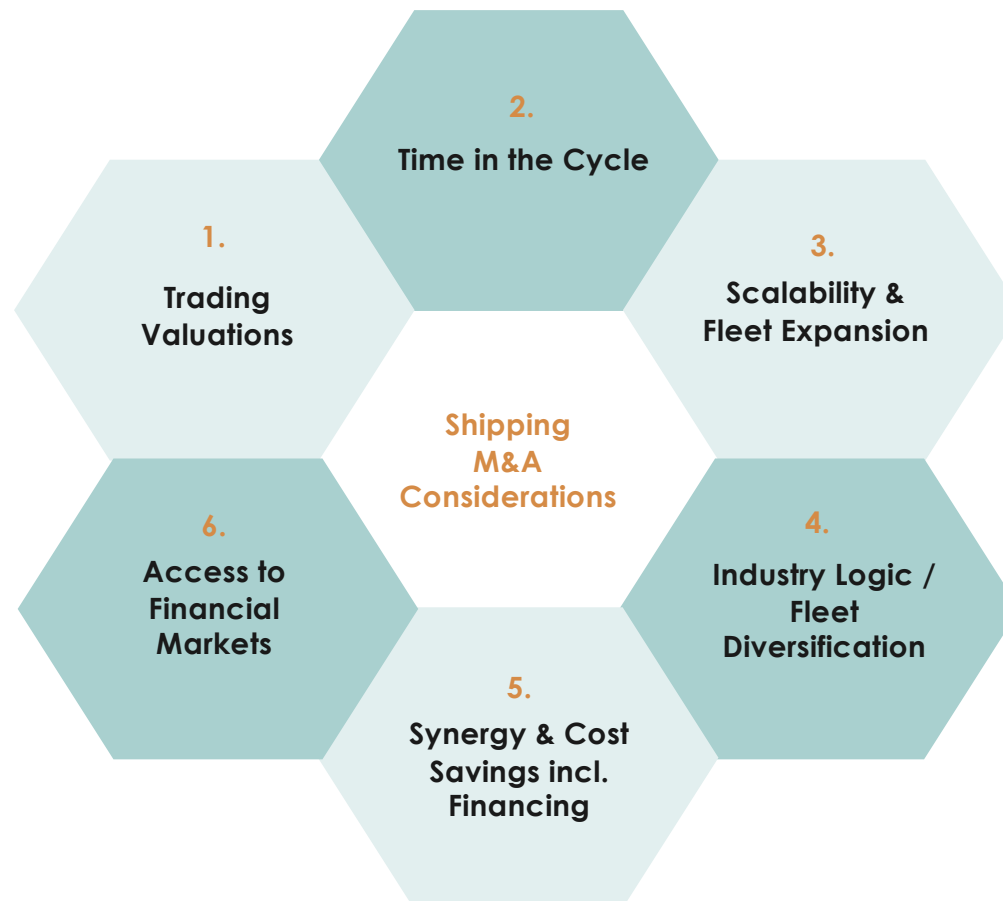 1.
Trading
Valuations
2.
Time in the Cycle
3.
Scalability &
Fleet Expansion
4.
Industry Logic /
Fleet
Diversification
5.
Synergy & Cost
Savings incl.
Financing
6.
Access to
Financial
Markets
Shipping
M&A
Considerations